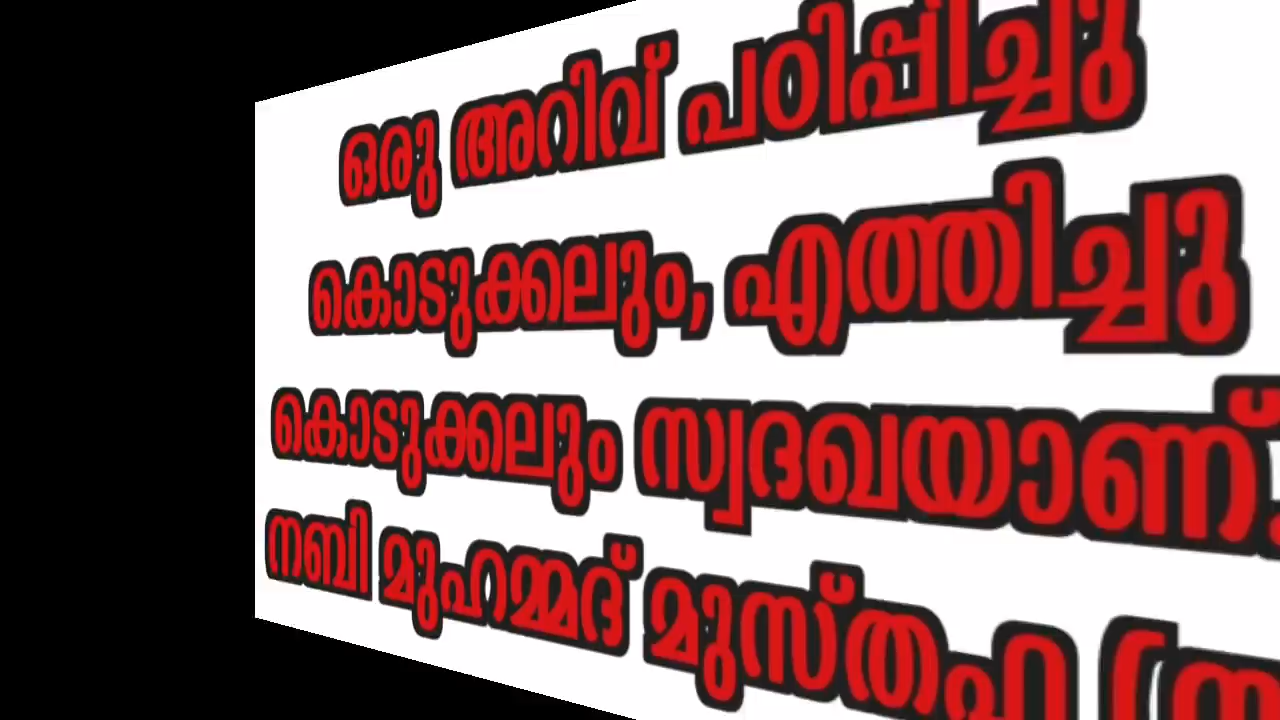 ഒരു അറിവ് പഠിപ്പിച്ചു
കൊടുക്കലും, എത്തിച്ചു
കൊടുക്കലും സ്വദഖയാണ്.
നബി മുഹമ്മദ് മുസ്തഫ (സ